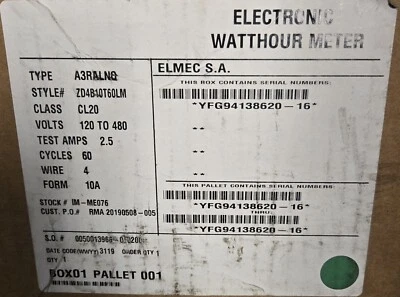 ELECTRONIC
WATTHOUR METER
TYPE A3RALNQ
STYLE# ZD4B10T60LM
CLASS CL20
VOLTS 120 TO 480
TEST AMPS 2.5
CYCLES 60
WIRE 4
FORM 10A
STOCK # IM-ME076
CUST. P.O.# RMA 20190508-005
S.O. #
DATE CODE/WWYY 3119 ORDER QTY 1
QTY 1
BOX01 PALLET 001
ELMEC S.A.
THIS BOX CONTAINS SERIAL NUMBERS:
*YFG94138620-16*
--
--
--
THIS PALLET CONTAINS SERIAL NUMBERS:
*YFG94138620-16*
THRU:
*YFG94138620-16*